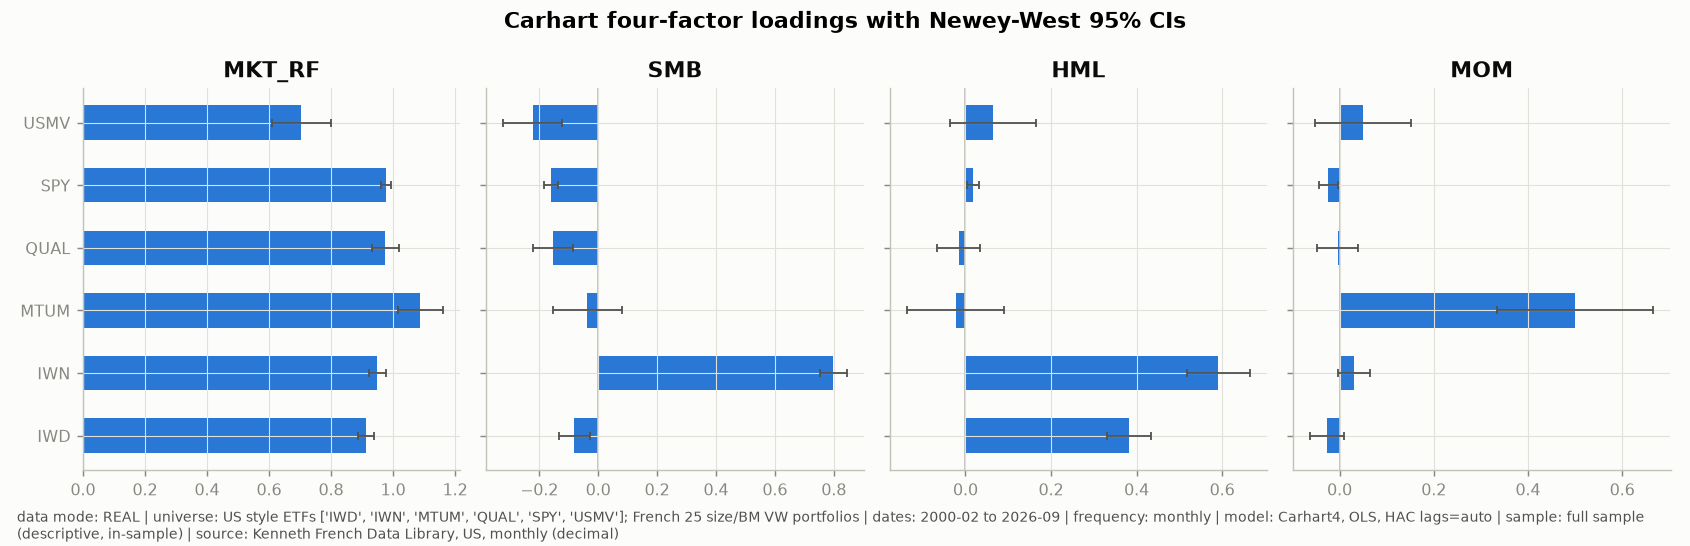 Carhart four-factor loadings with Newey-West 95% CIs
MKT_RF
SMB
HML
MOM
USMV
SPY
QUAL
MTUM
IWN
IWD
0.0 0.2 0.4 0.6 0.8 1.0 1.2
−0.2 0.0 0.2 0.4 0.6 0.8
0.0 0.2 0.4 0.6
0.0 0.2 0.4 0.6
data mode: REAL | universe: US style ETFs ['IWD', 'IWN', 'MTUM', 'QUAL', 'SPY', 'USMV']; French 25 size/BM VW portfolios | dates: 2000-02 to 2026-09 | frequency: monthly | model: Carhart4, OLS, HAC lags=auto | sample: full sample
(descriptive, in-sample) | source: Kenneth French Data Library, US, monthly (decimal)